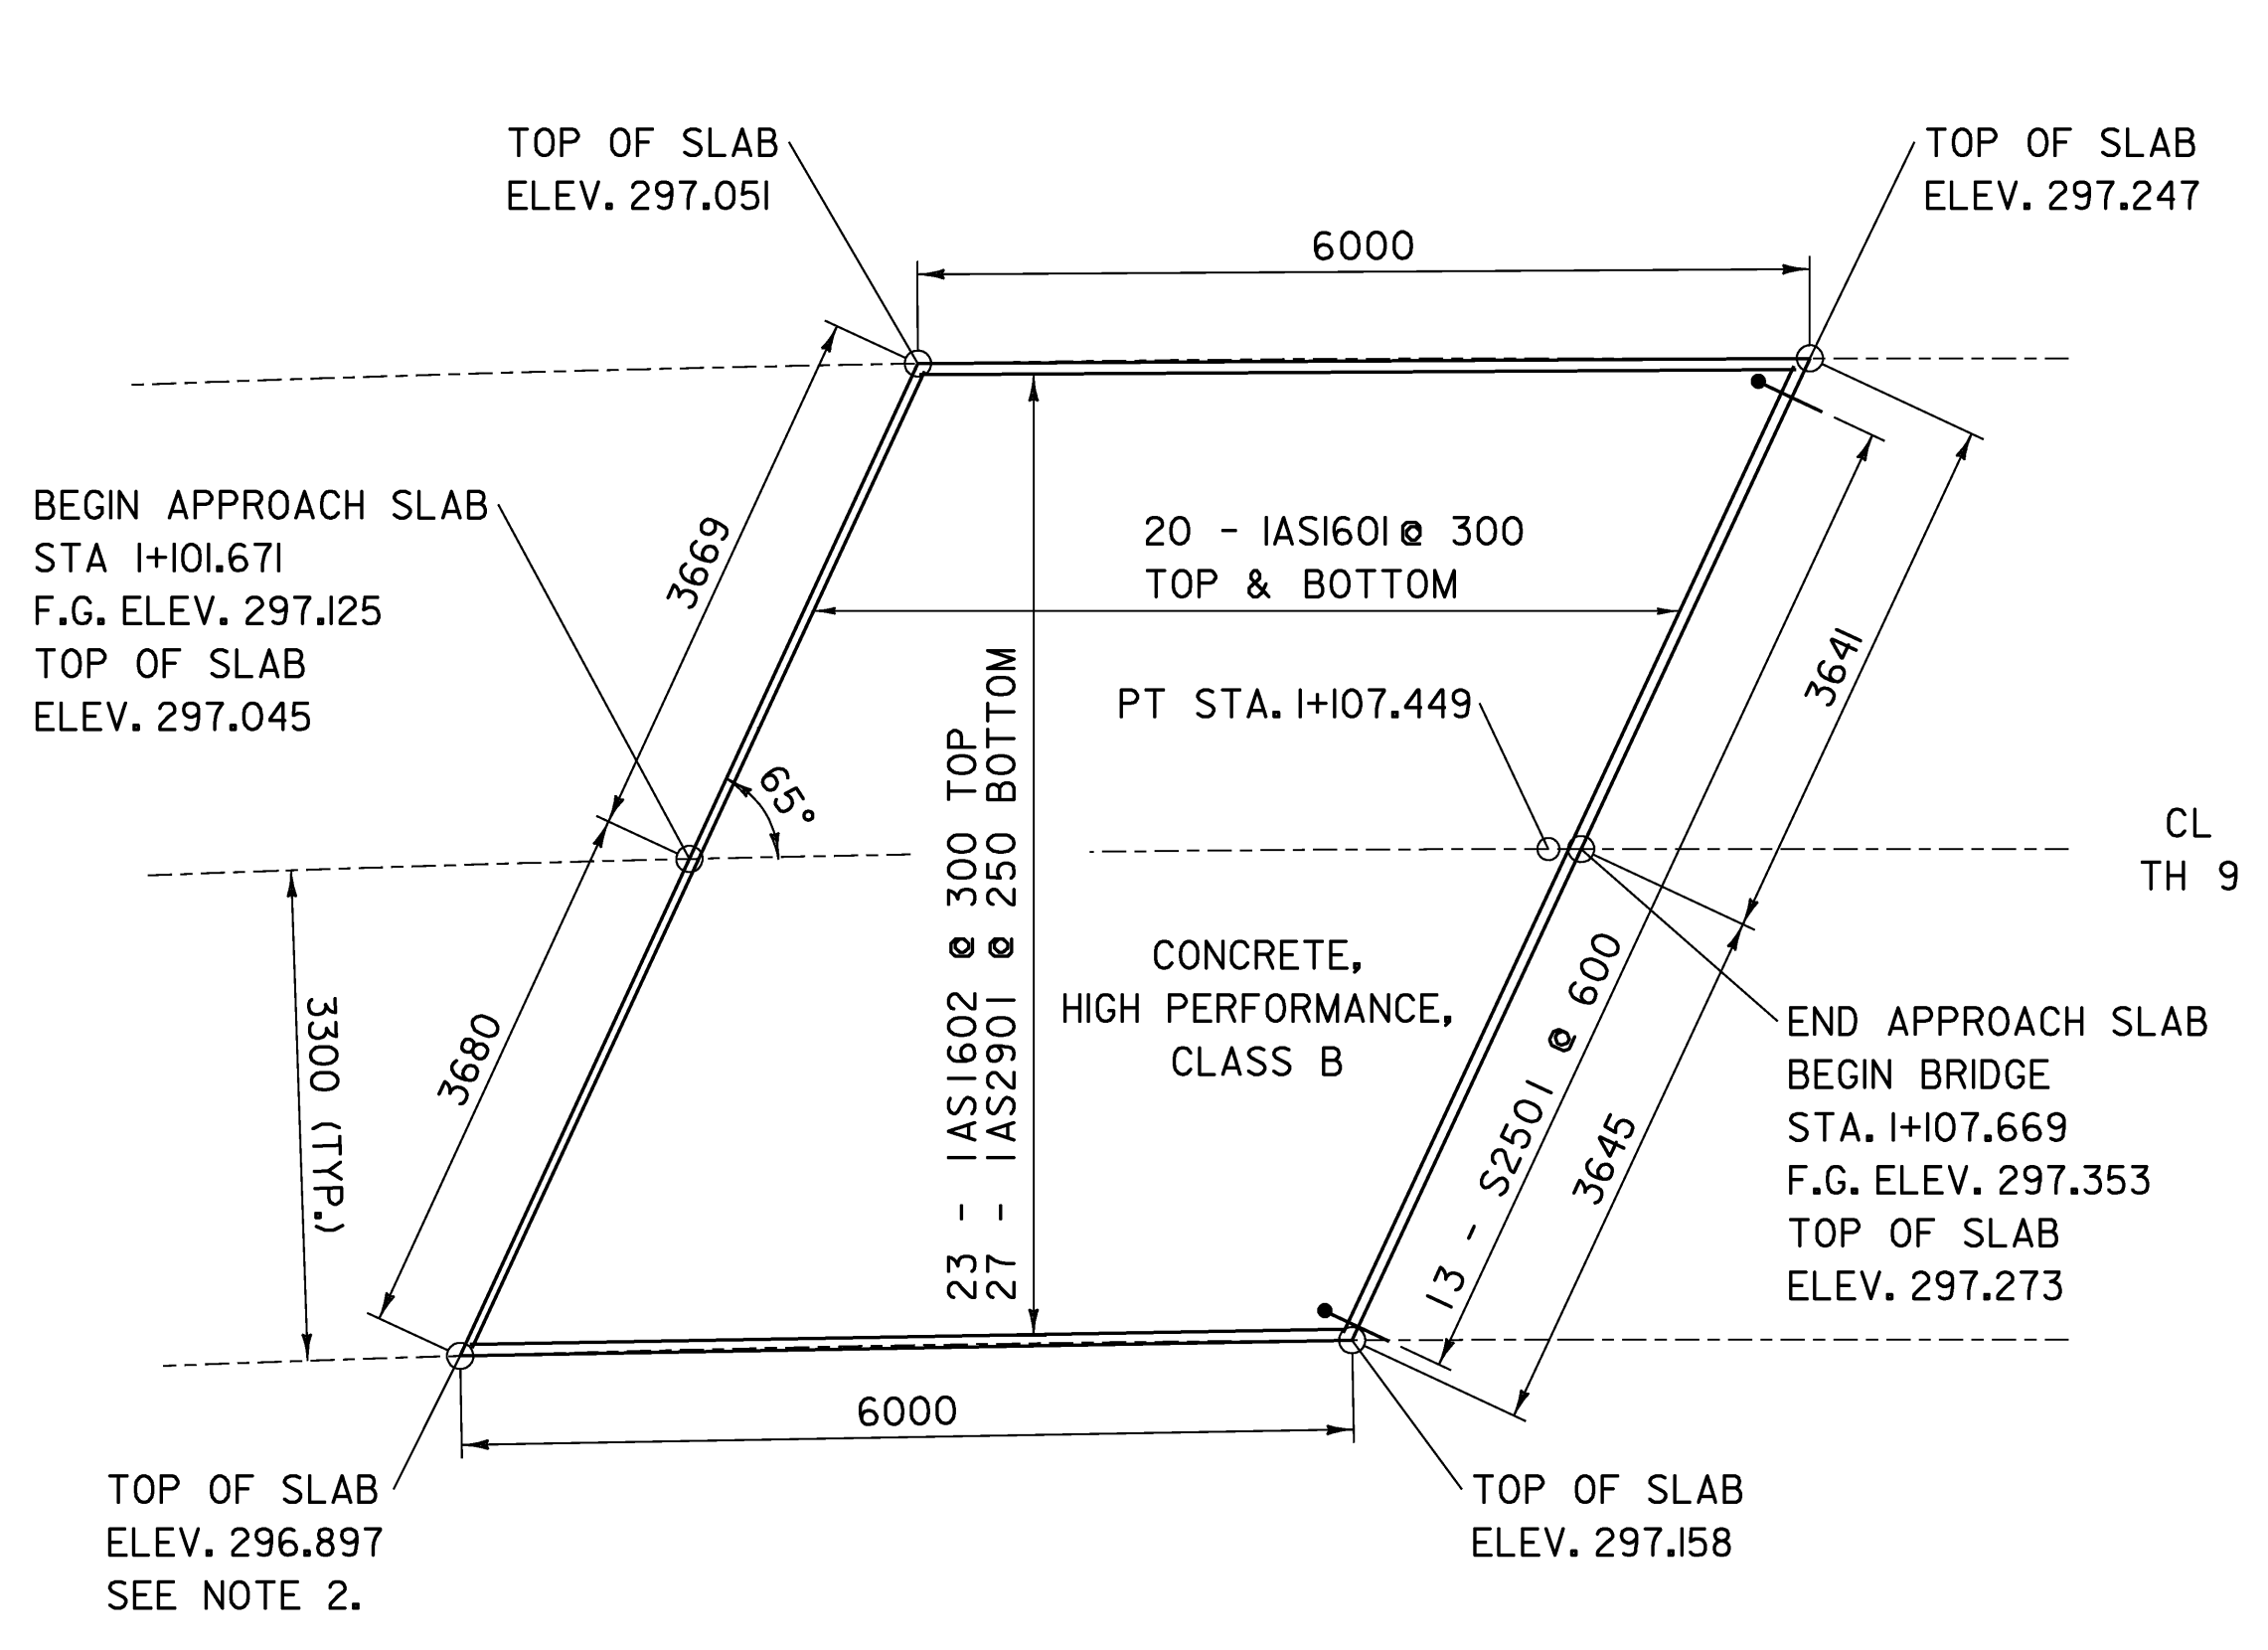 TOP OF SLAB
ELEV. 297.051
TOP OF SLAB
ELEV. 297.247
6000
BEGIN APPROACH SLAB
STA 1+101.671
F.G. ELEV. 297.125
TOP OF SLAB
ELEV. 297.045
3669
20 - 1AS1601 @ 300
TOP & BOTTOM
3641
PT STA. 1+107.449
65°
CL
TH 9
23 - 1AS1602 @ 300 TOP
27 - 1AS2901 @ 250 BOTTOM
CONCRETE,
HIGH PERFORMANCE,
CLASS B
3300 (TYP.)
3680
13 - S2501 @ 600
3645
END APPROACH SLAB
BEGIN BRIDGE
STA. 1+107.669
F.G. ELEV. 297.353
TOP OF SLAB
ELEV. 297.273
6000
TOP OF SLAB
ELEV. 296.897
SEE NOTE 2.
TOP OF SLAB
ELEV. 297.158